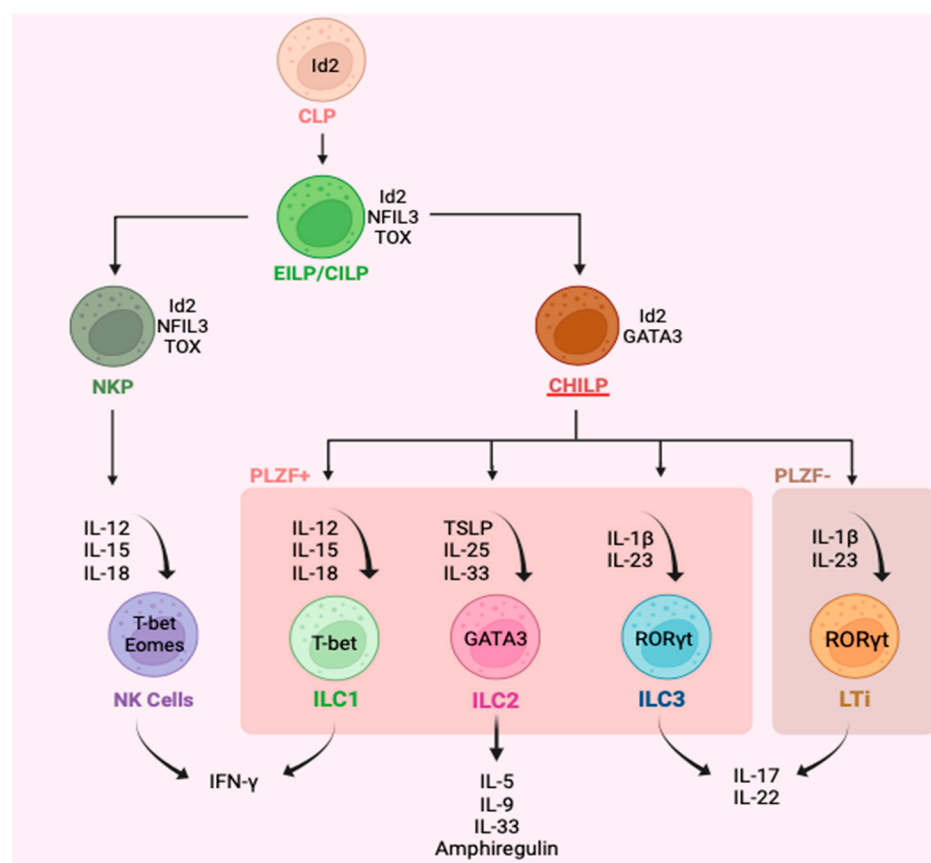 Id2
CLP
Id2
NFIL3
TOX
EILP/CILP
Id2
NFIL3
TOX
NKP
Id2
GATA3
CHILP
PLZF+
PLZF-
IL-12
IL-15
IL-18
IL-12
IL-15
IL-18
TSLP
IL-25
IL-33
IL-1β
IL-23
IL-1β
IL-23
T-bet
Eomes
T-bet
GATA3
RORγt
RORγt
NK Cells
ILC1
ILC2
ILC3
LTi
IFN-γ
IL-5
IL-9
IL-33
Amphiregulin
IL-17
IL-22